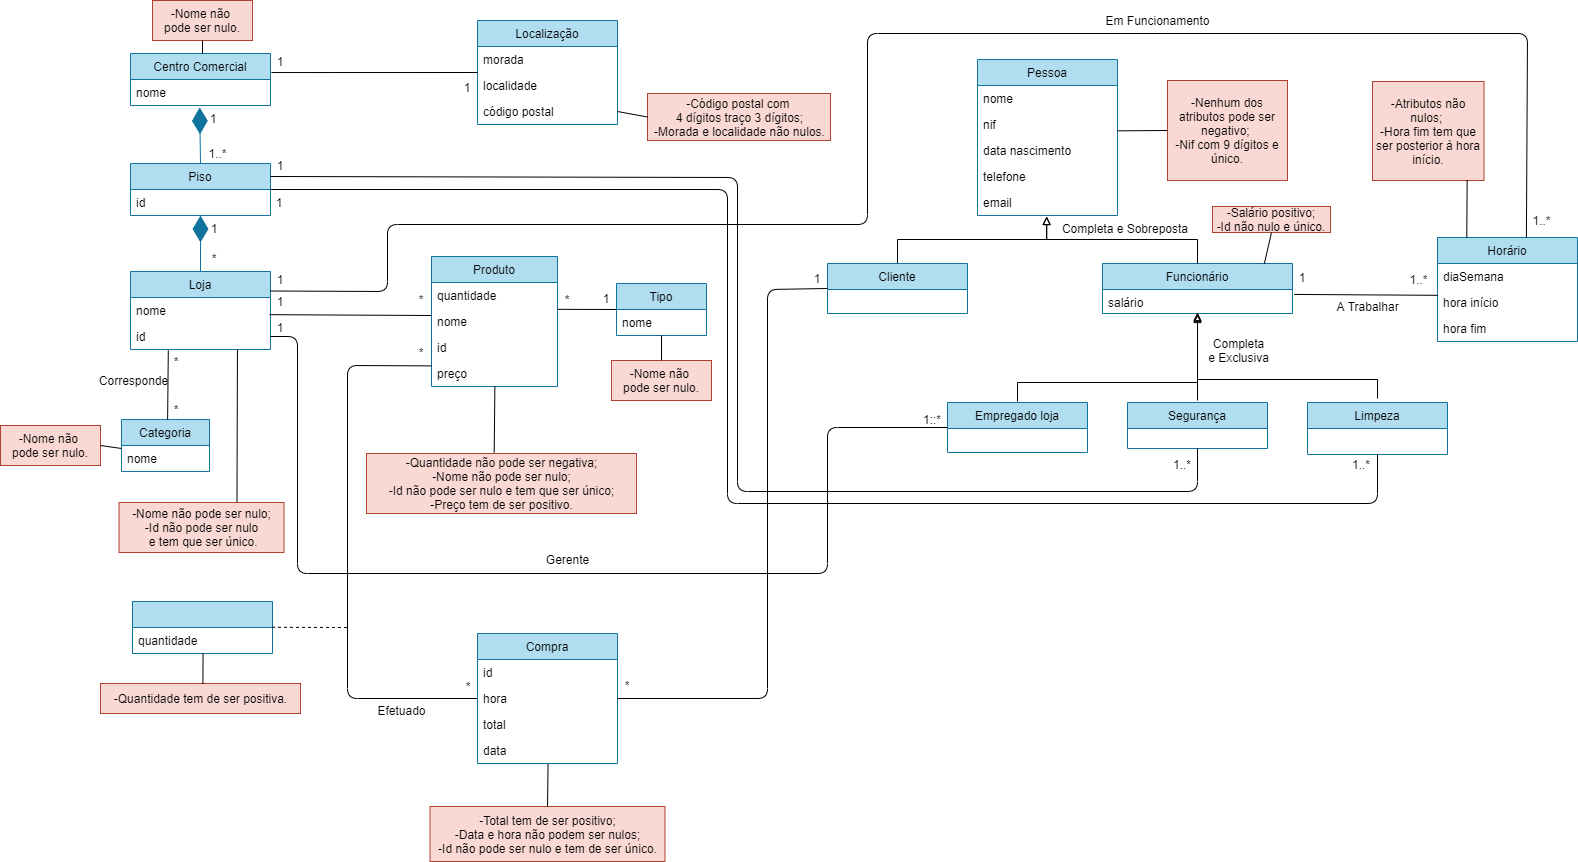 -Nome não
pode ser nulo.
Centro Comercial
nome
1
1
Localização
morada
localidade
código postal
-Código postal com
4 dígitos traço 3 dígitos;
-Morada e localidade não nulos.
Em Funcionamento
Pessoa
nome
nif
data nascimento
telefone
email
-Nenhum dos
atributos pode ser
negativo;
-Nif com 9 dígitos e
único.
-Atributos não
nulos;
-Hora fim tem que
ser posterior à hora
início.
1
1..*
Piso
id
1
1
1
*
Completa e Sobreposta
-Salário positivo;
-Id não nulo e único.
1..*
Loja
nome
id
1
1
1
*
*
Produto
quantidade
nome
id
preço
*
1
Tipo
nome
-Nome não
pode ser nulo.
1
Cliente
Funcionário
salário
1
1..*
A Trabalhar
Horário
diaSemana
hora início
hora fim
Completa
e Exclusiva
*
Corresponde
*
Categoria
nome
-Nome não
pode ser nulo.
1::*
Empregado loja
Segurança
Limpeza
1..*
1..*
-Quantidade não pode ser negativa;
-Nome não pode ser nulo;
-Id não pode ser nulo e tem que ser único;
-Preço tem de ser positivo.
-Nome não pode ser nulo;
-Id não pode ser nulo
e tem que ser único.
Gerente
quantidade
-Quantidade tem de ser positiva.
*
Efetuado
Compra
id
hora
total
data
*
-Total tem de ser positivo;
-Data e hora não podem ser nulos;
-Id não pode ser nulo e tem de ser único.